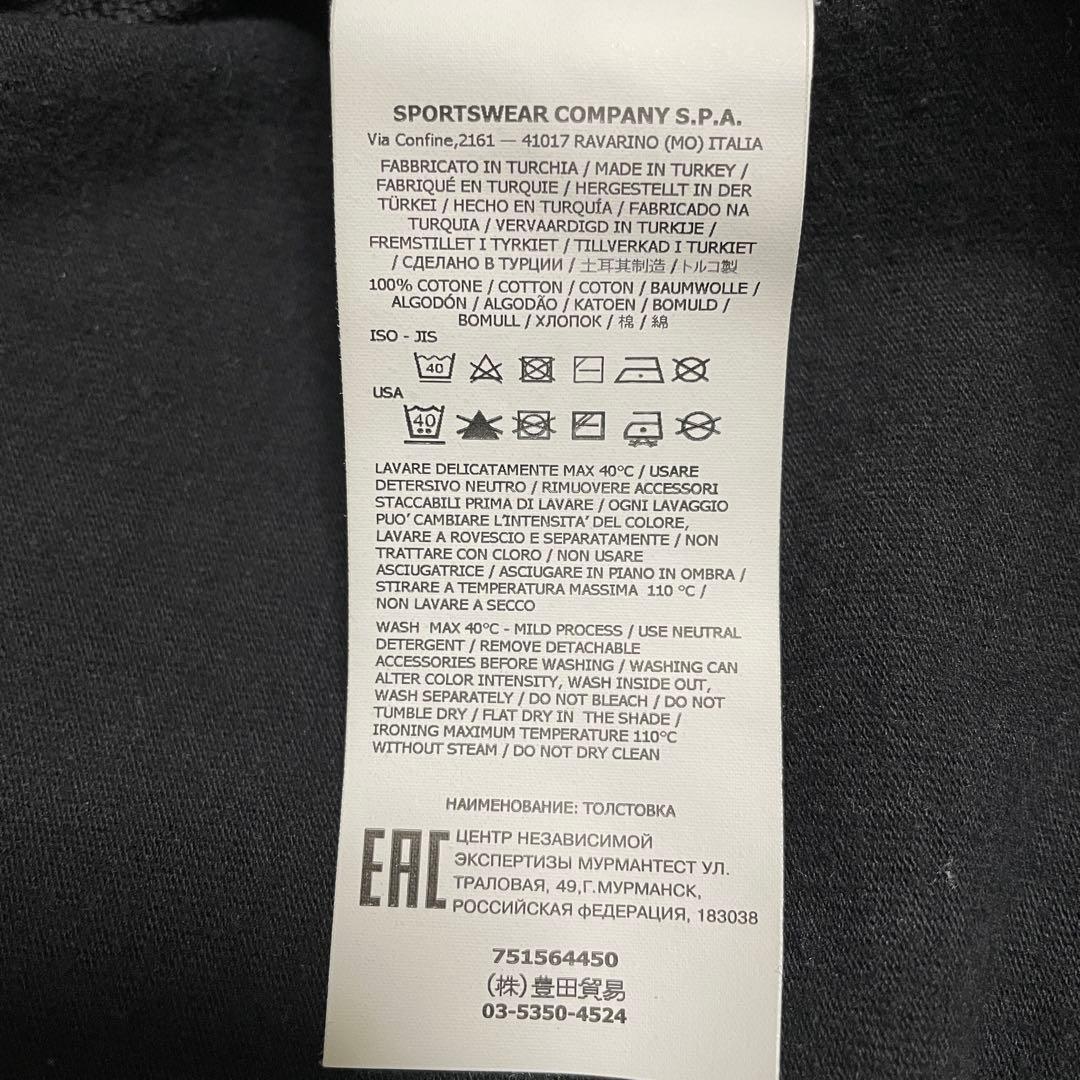 SPORTSWEAR COMPANY S.P.A.
Via Confine,2161 — 41017 RAVARINO (MO) ITALIA
FABBRICATO IN TURCHIA / MADE IN TURKEY /
FABRIQUÉ EN TURQUIE / HERGESTELLT IN DER
TÜRKEI / HECHO EN TURQUÍA / FABRICADO NA
TURQUIA / VERVAARDIGD IN TURKIJE /
FREMSTILLET I TYRKIET / TILLVERKAD I TURKIET
/ СДЕЛАНО В ТУРЦИИ / 土耳其制造 / トルコ製
100% COTONE / COTTON / COTON / BAUMWOLLE /
ALGODÓN / ALGODÃO / KATOEN / BOMULD /
BOMULL / ХЛОПОК / 棉 / 綿
ISO - JIS
40
USA
40
LAVARE DELICATAMENTE MAX 40°C / USARE
DETERSIVO NEUTRO / RIMUOVERE ACCESSORI
STACCABILI PRIMA DI LAVARE / OGNI LAVAGGIO
PUO' CAMBIARE L'INTENSITA' DEL COLORE,
LAVARE A ROVESCIO E SEPARATAMENTE / NON
TRATTARE CON CLORO / NON USARE
ASCIUGATRICE / ASCIUGARE IN PIANO IN OMBRA /
STIRARE A TEMPERATURA MASSIMA 110 °C /
NON LAVARE A SECCO
WASH MAX 40°C - MILD PROCESS / USE NEUTRAL
DETERGENT / REMOVE DETACHABLE
ACCESSORIES BEFORE WASHING / WASHING CAN
ALTER COLOR INTENSITY, WASH INSIDE OUT,
WASH SEPARATELY / DO NOT BLEACH / DO NOT
TUMBLE DRY / FLAT DRY IN THE SHADE /
IRONING MAXIMUM TEMPERATURE 110°C
WITHOUT STEAM / DO NOT DRY CLEAN
НАИМЕНОВАНИЕ: ТОЛСТОВКА
EAC
ЦЕНТР НЕЗАВИСИМОЙ
ЭКСПЕРТИЗЫ МУРМАНТЕСТ УЛ.
ТРАЛОВАЯ, 49,Г.МУРМАНСК,
РОССИЙСКАЯ фЕДЕРАЦИЯ, 183038
751564450
(株)豊田貿易
03-5350-4524